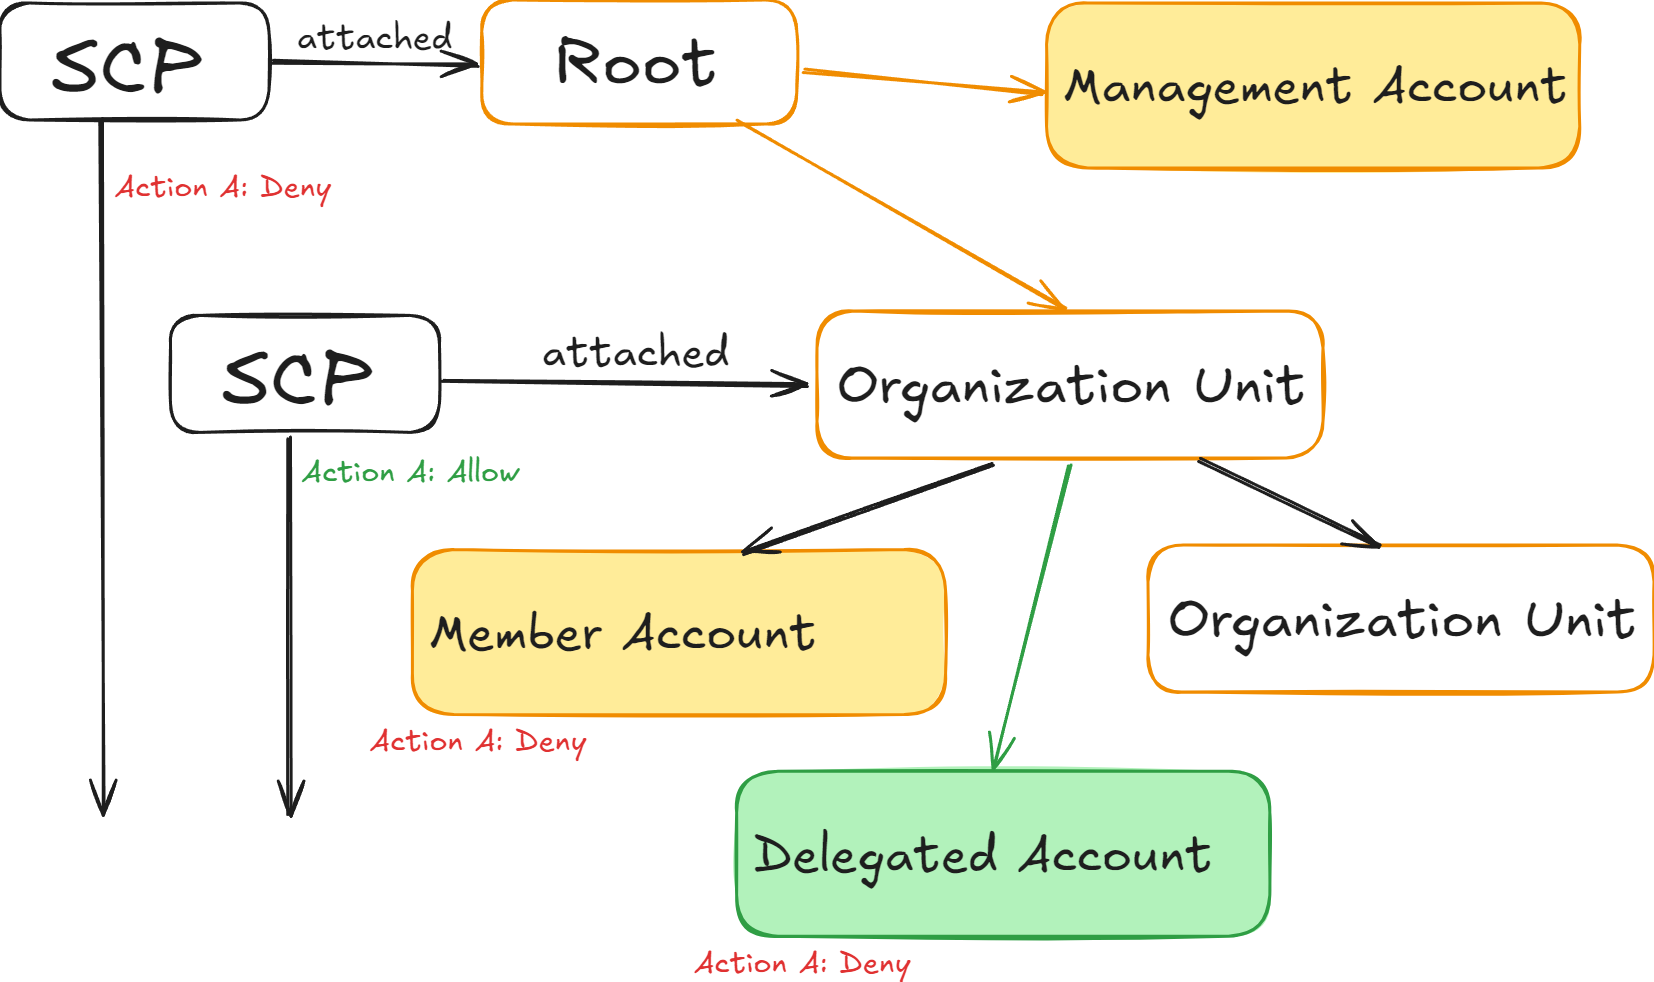 SCP
attached
Root
Management Account
Action A: Deny
SCP
attached
Organization Unit
Action A: Allow
Member Account
Organization Unit
Action A: Deny
Delegated Account
Action A: Deny